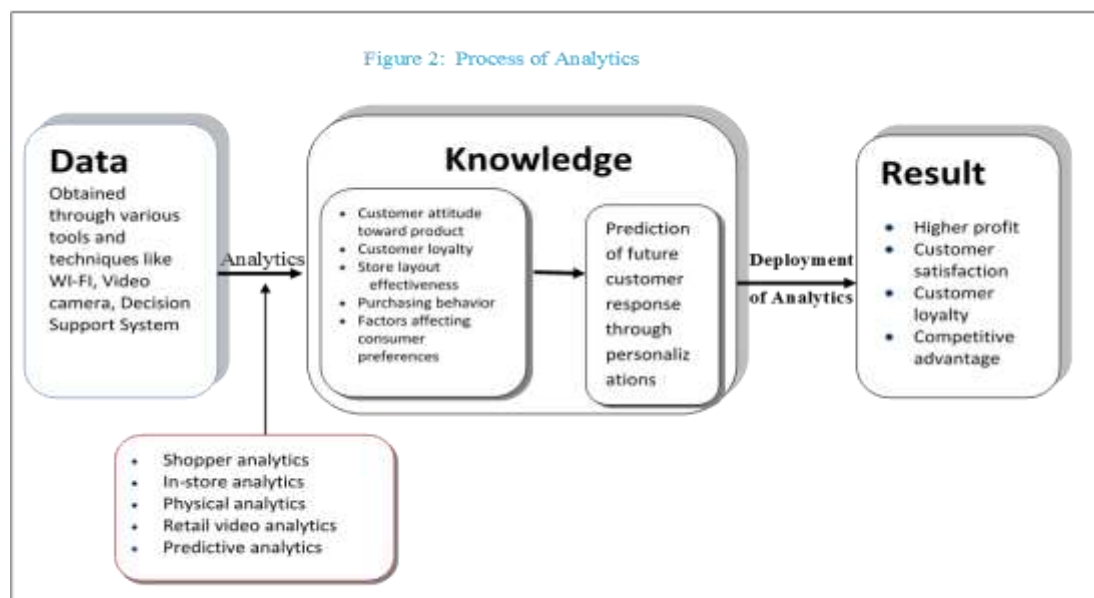 Figure 2: Process of Analytics
Data
Obtained
through various
tools and
techniques like
WI-FI, Video
camera, Decision
Support System
Analytics
• Shopper analytics
• In-store analytics
• Physical analytics
• Retail video analytics
• Predictive analytics
Knowledge
• Customer attitude
toward product
• Customer loyalty
• Store layout
effectiveness
• Purchasing behavior
• Factors affecting
consumer
preferences
Prediction
of future
customer
response
through
personaliz
ations
Deployment
of Analytics
Result
• Higher profit
• Customer
satisfaction
• Customer
loyalty
• Competitive
advantage